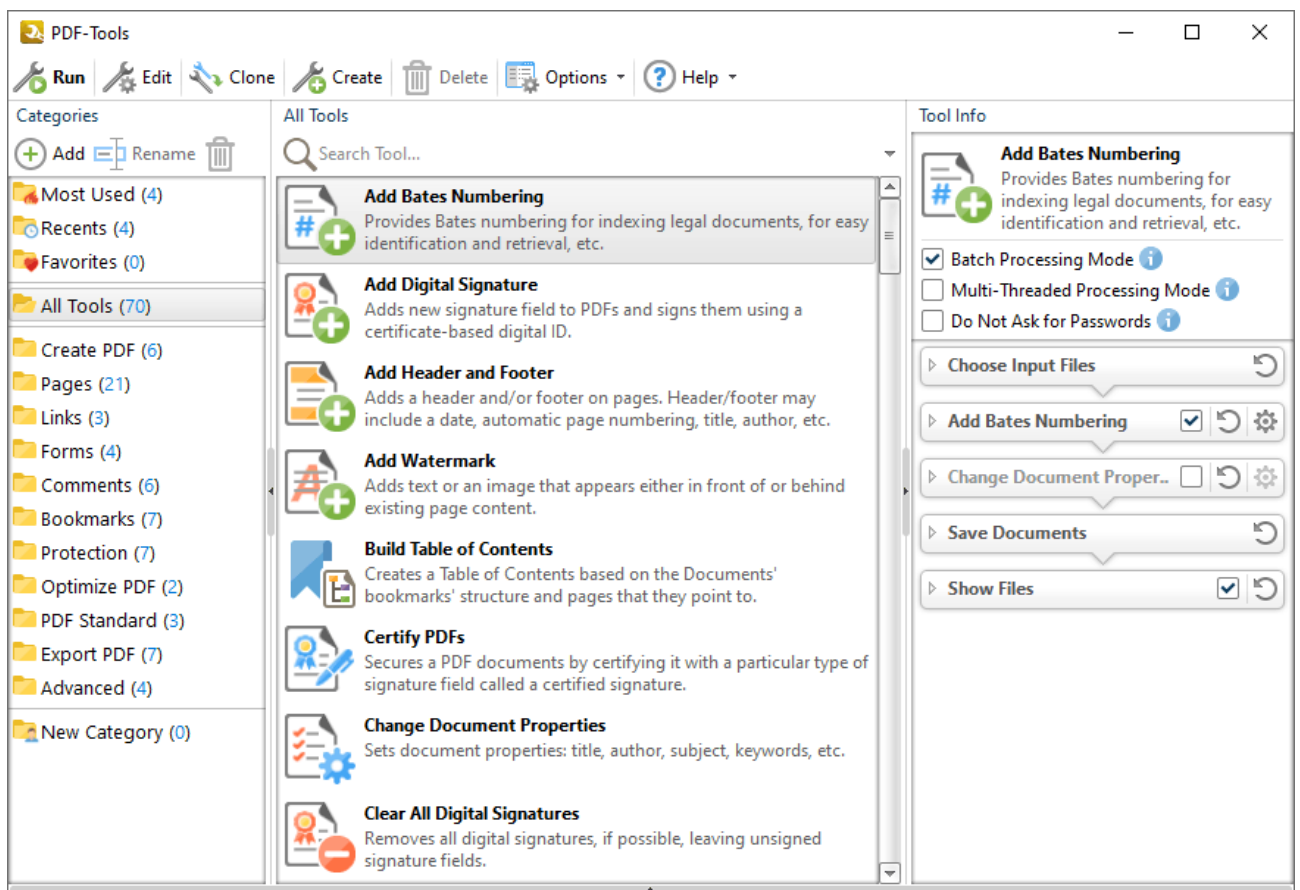 PDF-Tools
Run Edit Clone Create Delete Options Help
Categories
Add Rename
Most Used (4)
Recents (4)
Favorites (0)
All Tools (70)
Create PDF (6)
Pages (21)
Links (3)
Forms (4)
Comments (6)
Bookmarks (7)
Protection (7)
Optimize PDF (2)
PDF Standard (3)
Export PDF (7)
Advanced (4)
New Category (0)
All Tools
Search Tool...
Add Bates Numbering
Provides Bates numbering for indexing legal documents, for easy
identification and retrieval, etc.
Add Digital Signature
Adds new signature field to PDFs and signs them using a
certificate-based digital ID.
Add Header and Footer
Adds a header and/or footer on pages. Header/footer may
include a date, automatic page numbering, title, author, etc.
Add Watermark
Adds text or an image that appears either in front of or behind
existing page content.
Build Table of Contents
Creates a Table of Contents based on the Documents'
bookmarks' structure and pages that they point to.
Certify PDFs
Secures a PDF documents by certifying it with a particular type of
signature field called a certified signature.
Change Document Properties
Sets document properties: title, author, subject, keywords, etc.
Clear All Digital Signatures
Removes all digital signatures, if possible, leaving unsigned
signature fields.
Tool Info
Add Bates Numbering
Provides Bates numbering for
indexing legal documents, for easy
identification and retrieval, etc.
Batch Processing Mode
Multi-Threaded Processing Mode
Do Not Ask for Passwords
Choose Input Files
Add Bates Numbering
Change Document Proper..
Save Documents
Show Files